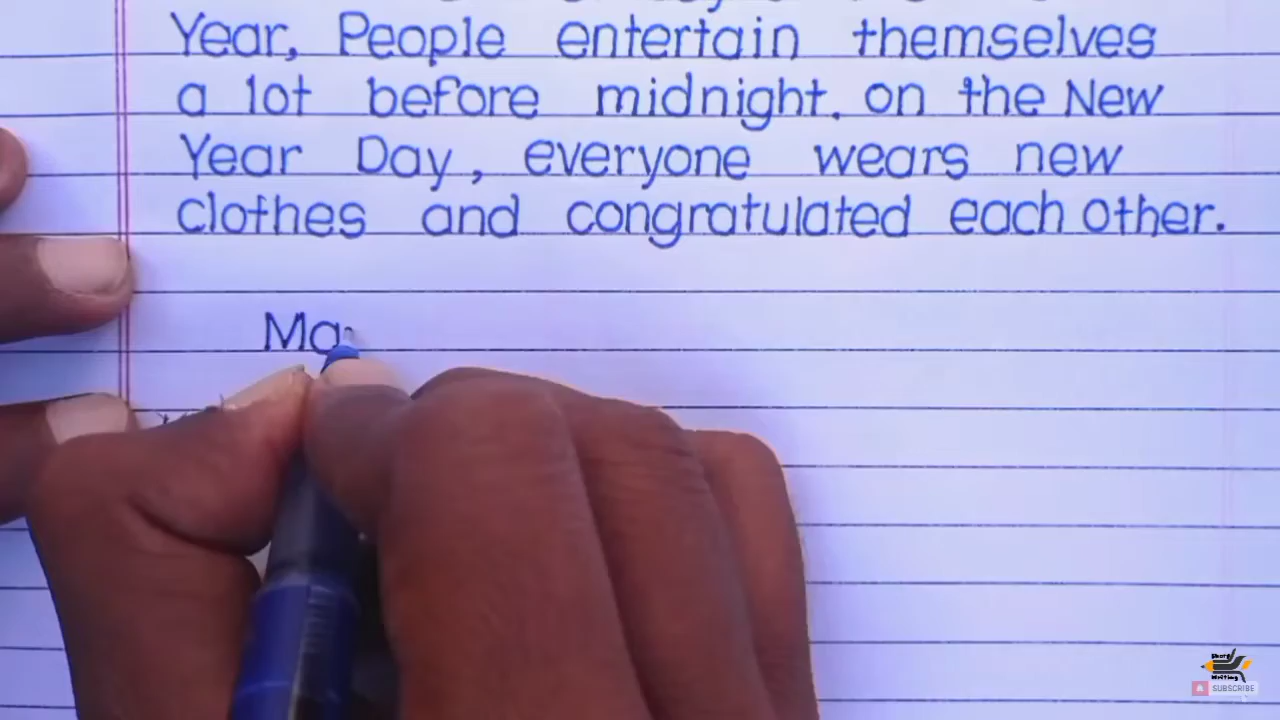 Year, People entertain themselves
a lot before midnight. on the New
Year Day, everyone wears new
clothes and congratulated each other.
Ma
SUBSCRIBE